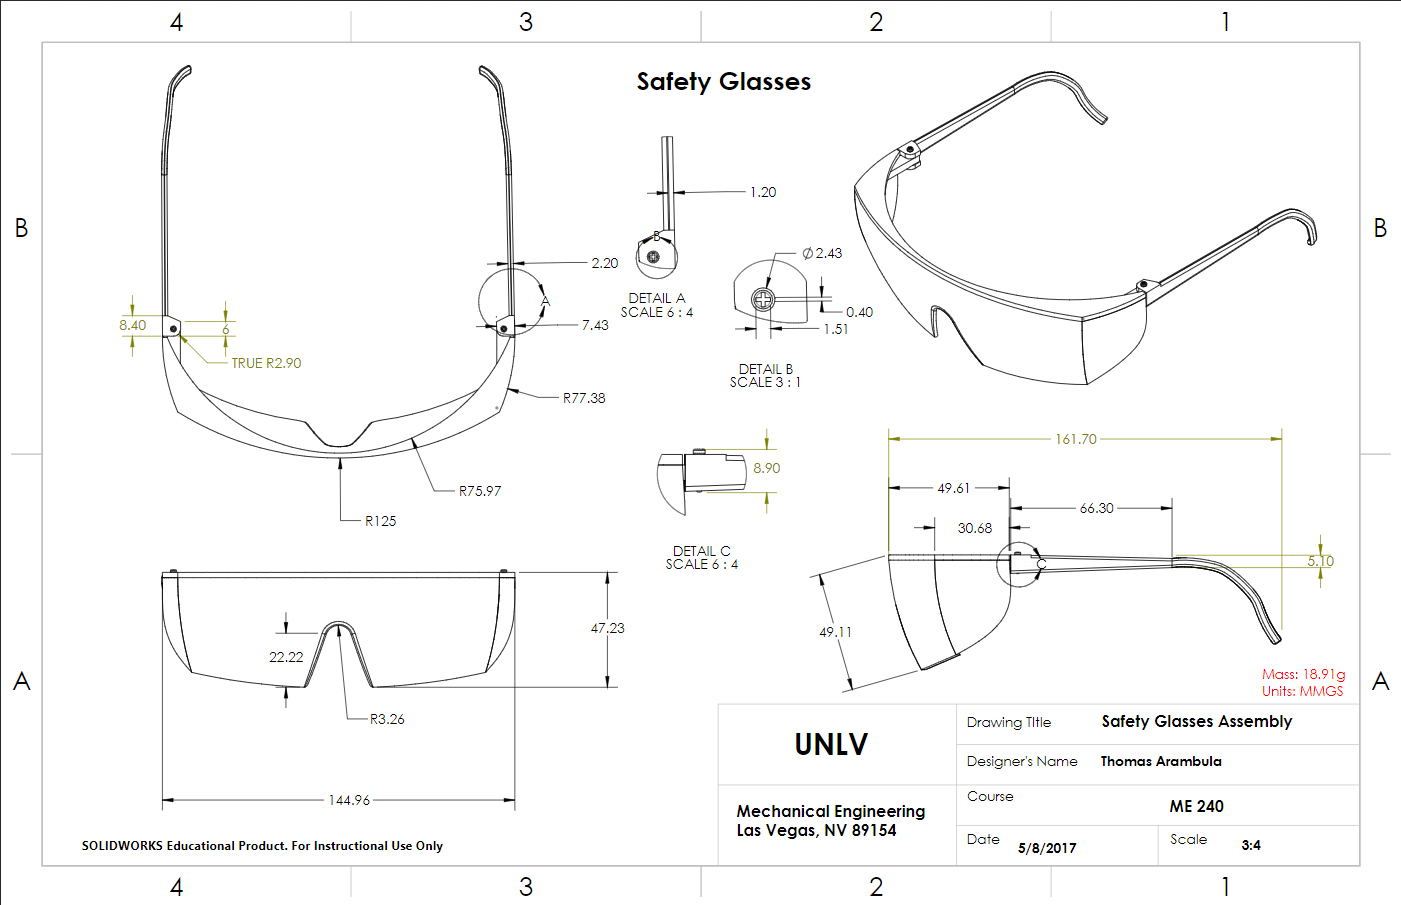 4 3 2 1
Safety Glasses
B B
1.20
B
2.20
A
DETAIL A
SCALE 6 : 4
∅2.43
0.40
1.51
8.40
6
7.43
TRUE R2.90
DETAIL B
SCALE 3 : 1
R77.38
R75.97
R125
8.90
DETAIL C
SCALE 6 : 4
161.70
49.61
66.30
30.68
C
5.10
49.11
47.23
22.22
R3.26
144.96
A A
Mass: 18.91g
Units: MMGS
UNLV
Mechanical Engineering
Las Vegas, NV 89154
Drawing Title Safety Glasses Assembly
Designer's Name Thomas Arambula
Course ME 240
Date 5/8/2017
Scale 3:4
SOLIDWORKS Educational Product. For Instructional Use Only
4 3 2 1